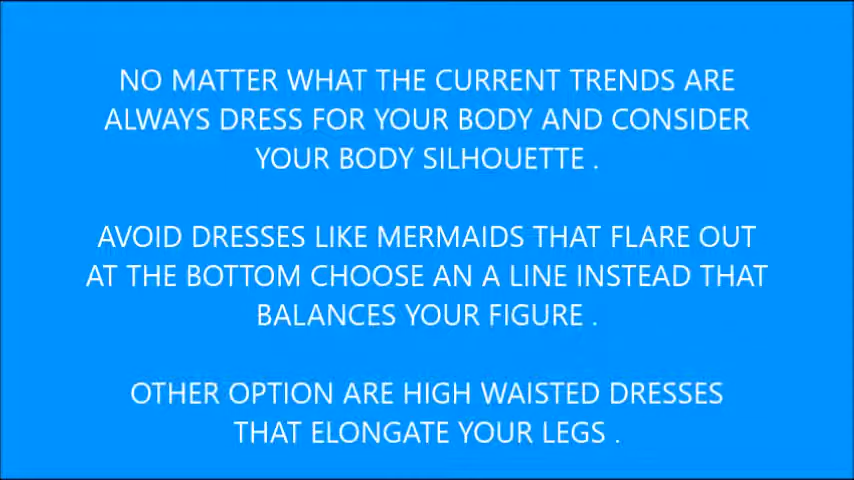 NO MATTER WHAT THE CURRENT TRENDS ARE
ALWAYS DRESS FOR YOUR BODY AND CONSIDER
YOUR BODY SILHOUETTE .
AVOID DRESSES LIKE MERMAIDS THAT FLARE OUT
AT THE BOTTOM CHOOSE AN A LINE INSTEAD THAT
BALANCES YOUR FIGURE .
OTHER OPTION ARE HIGH WAISTED DRESSES
THAT ELONGATE YOUR LEGS .